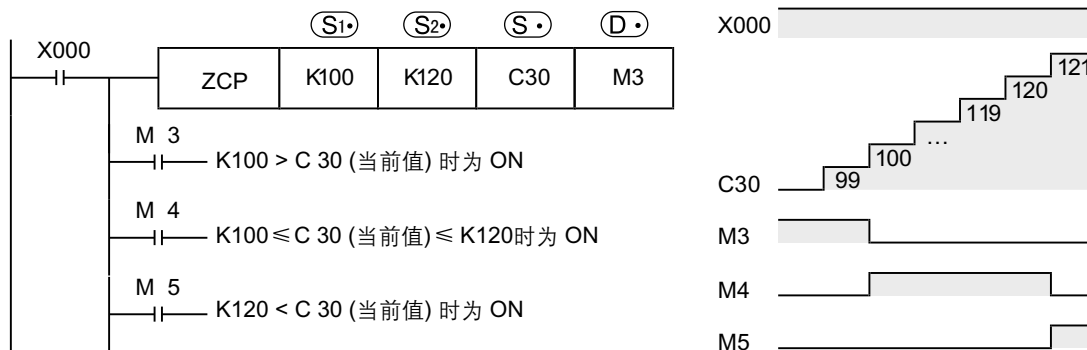 S1• S2• S • D •
X000
ZCP K100 K120 C30 M3
M 3
K100 > C 30 (当前值) 时为 ON
M 4
K100≤C 30 (当前值)≤ K120时为 ON
M 5
K120 < C 30 (当前值) 时为 ON
X000
121
120
119
…
100
99
C30
M3
M4
M5